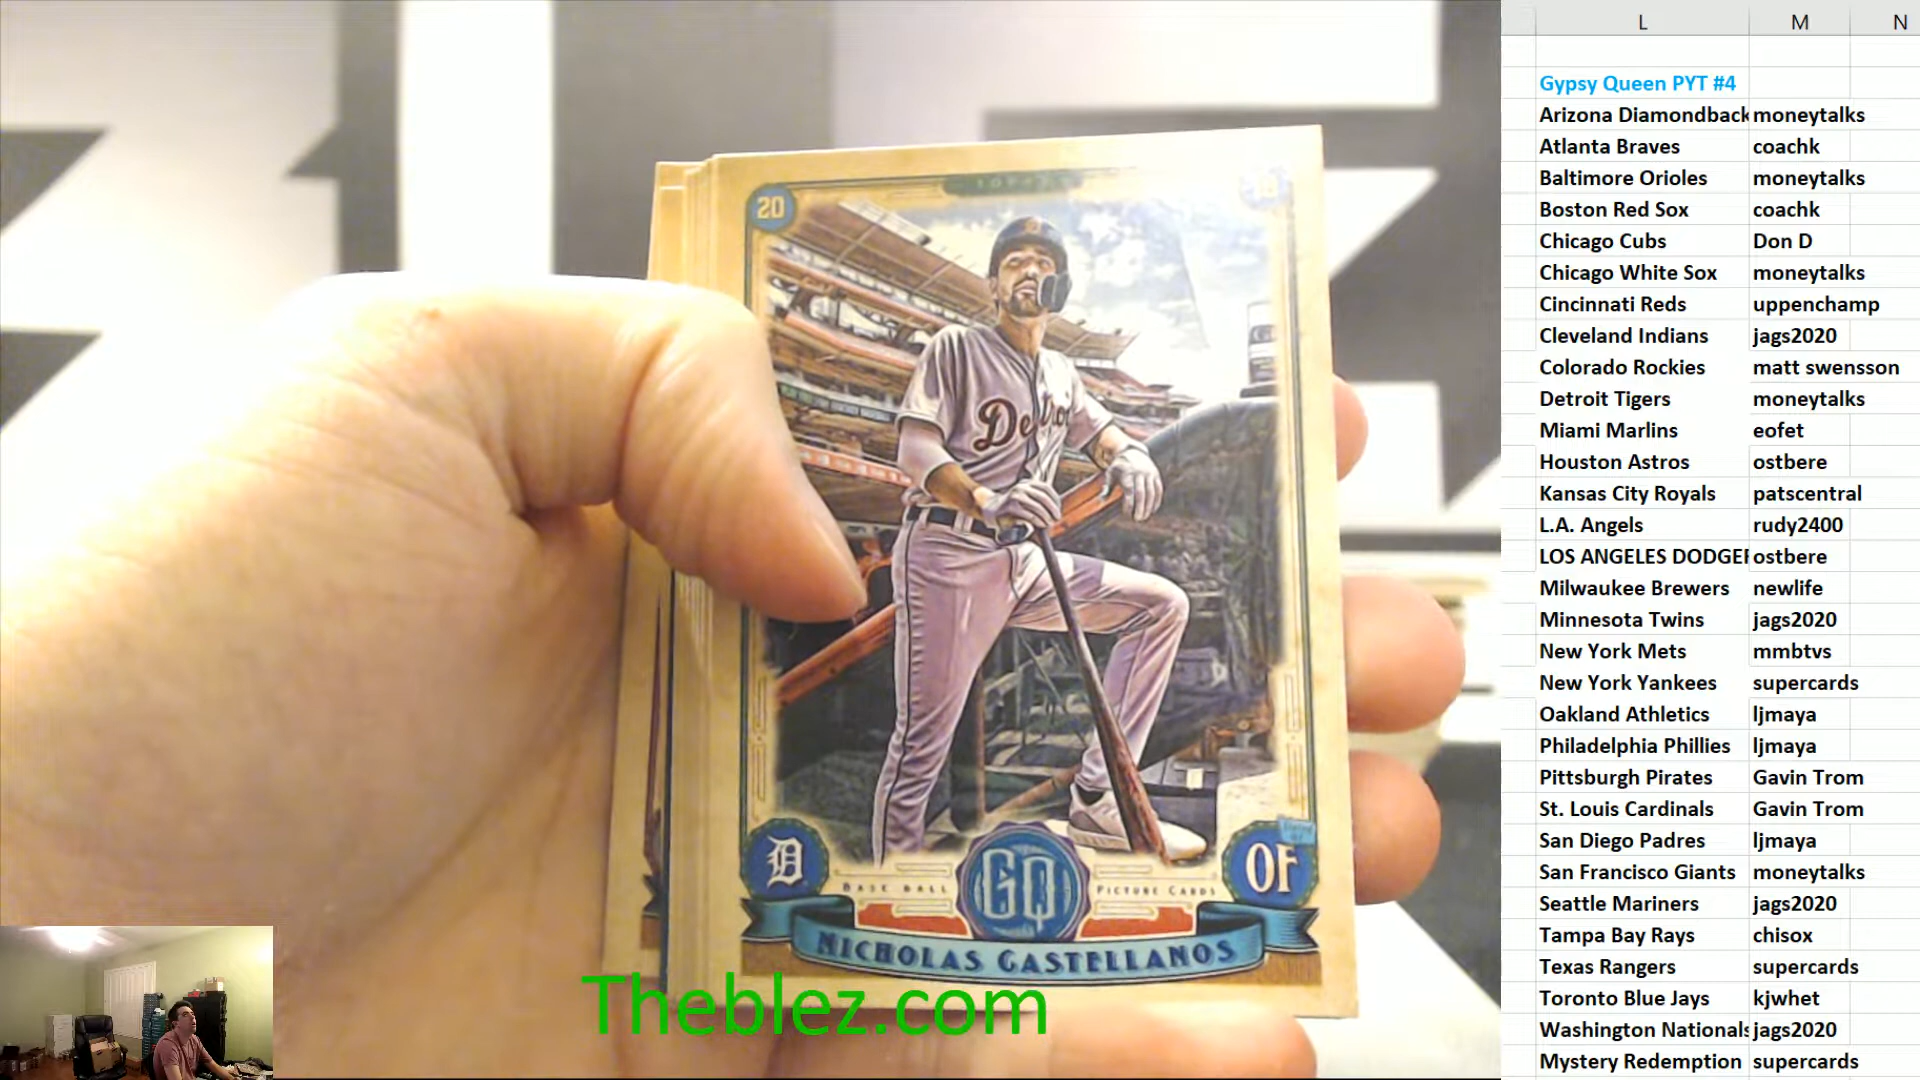 20
Detroit
D
GQ
OF
BASE BALL
PICTURE CARDS
NICHOLAS CASTELLANOS
Theblez.com
L M N
Gypsy Queen PYT #4
Arizona Diamondback moneytalks
Atlanta Braves coachk
Baltimore Orioles moneytalks
Boston Red Sox coachk
Chicago Cubs Don D
Chicago White Sox moneytalks
Cincinnati Reds uppenchamp
Cleveland Indians jags2020
Colorado Rockies matt swensson
Detroit Tigers moneytalks
Miami Marlins eofet
Houston Astros ostbere
Kansas City Royals patscentral
L.A. Angels rudy2400
LOS ANGELES DODGER ostbere
Milwaukee Brewers newlife
Minnesota Twins jags2020
New York Mets mmbtvs
New York Yankees supercards
Oakland Athletics ljmaya
Philadelphia Phillies ljmaya
Pittsburgh Pirates Gavin Trom
St. Louis Cardinals Gavin Trom
San Diego Padres ljmaya
San Francisco Giants moneytalks
Seattle Mariners jags2020
Tampa Bay Rays chisox
Texas Rangers supercards
Toronto Blue Jays kjwhet
Washington Nationals jags2020
Mystery Redemption supercards